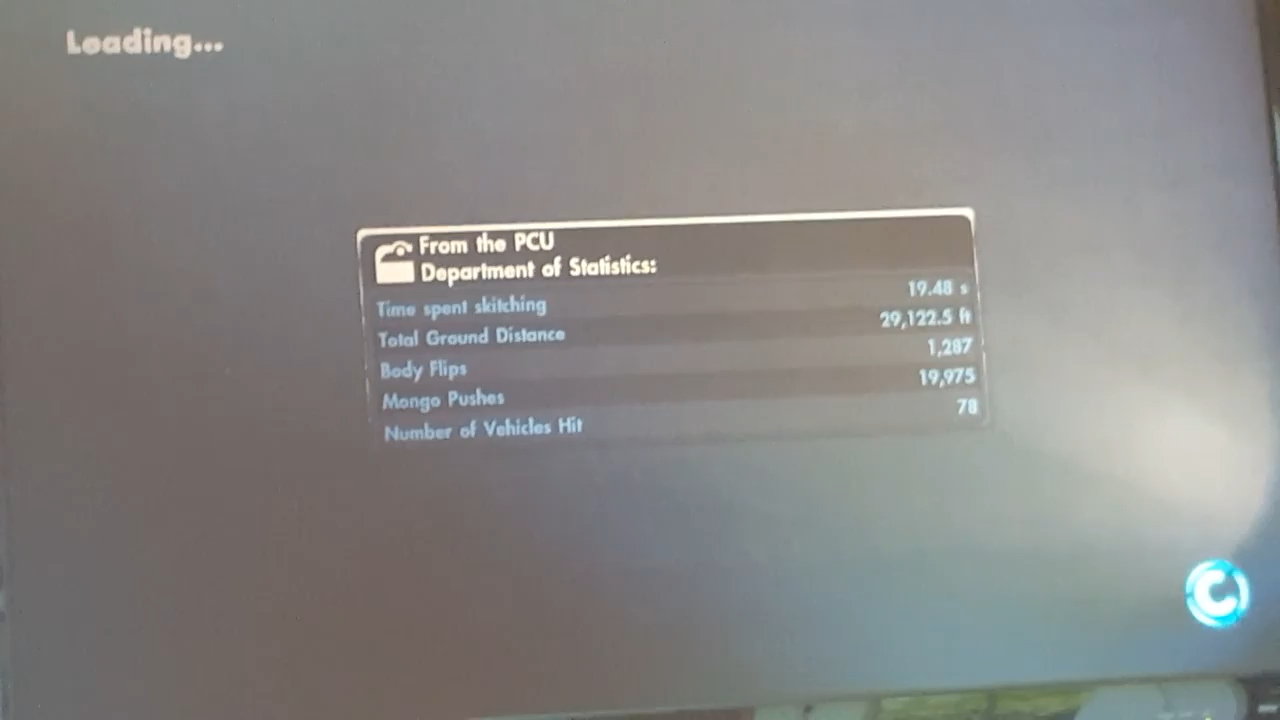 Loading...
From the PCU
Department of Statistics:
Time spent skitching 19.48 s
Total Ground Distance 29,122.5 ft
Body Flips 1,287
Mongo Pushes 19,975
Number of Vehicles Hit 78
C